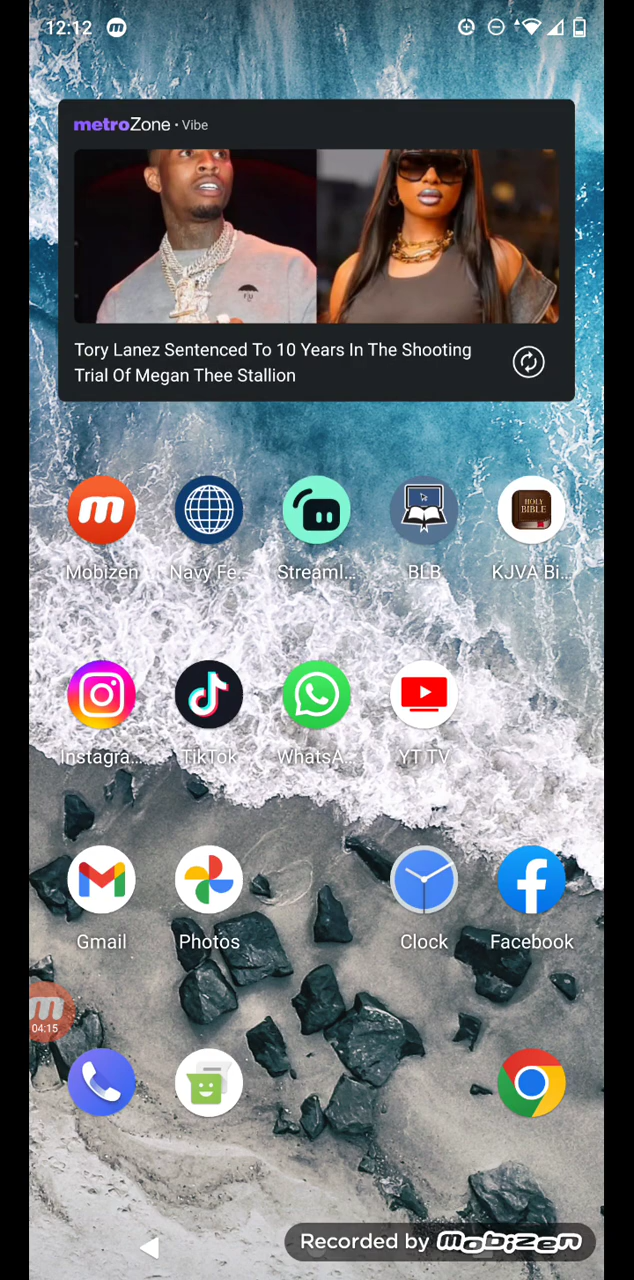 12:12
metroZone • Vibe
Tory Lanez Sentenced To 10 Years In The Shooting
Trial Of Megan Thee Stallion
HOLY
BIBLE
Mobizen Navy Fe... Streaml... BLB KJVA Bi...
Instagra... TikTok WhatsA... YT TV
Gmail Photos Clock Facebook
04:15
Recorded by mobizen